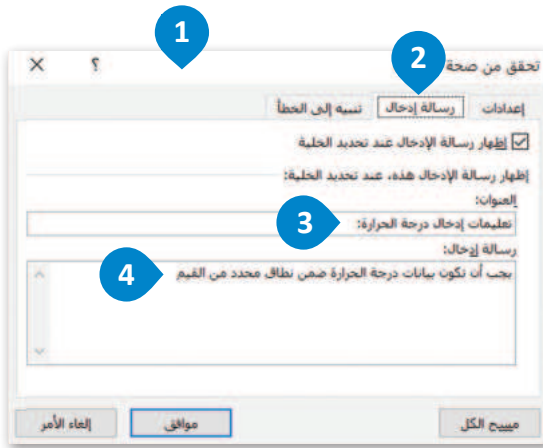 1
2
تحقق من صحة
؟
×
إعدادات
رسالة إدخال
تنبيه إلى الخطأ
إظهار رسالة الإدخال عند تحديد الخلية
إظهار رسالة الإدخال هذه، عند تحديد الخلية:
العنوان:
تعليمات إدخال درجة الحرارة:
3
رسالة إدخال:
يجب أن تكون بيانات درجة الحرارة ضمن نطاق محدد من القيم
4
مسح الكل
موافق
إلغاء الأمر